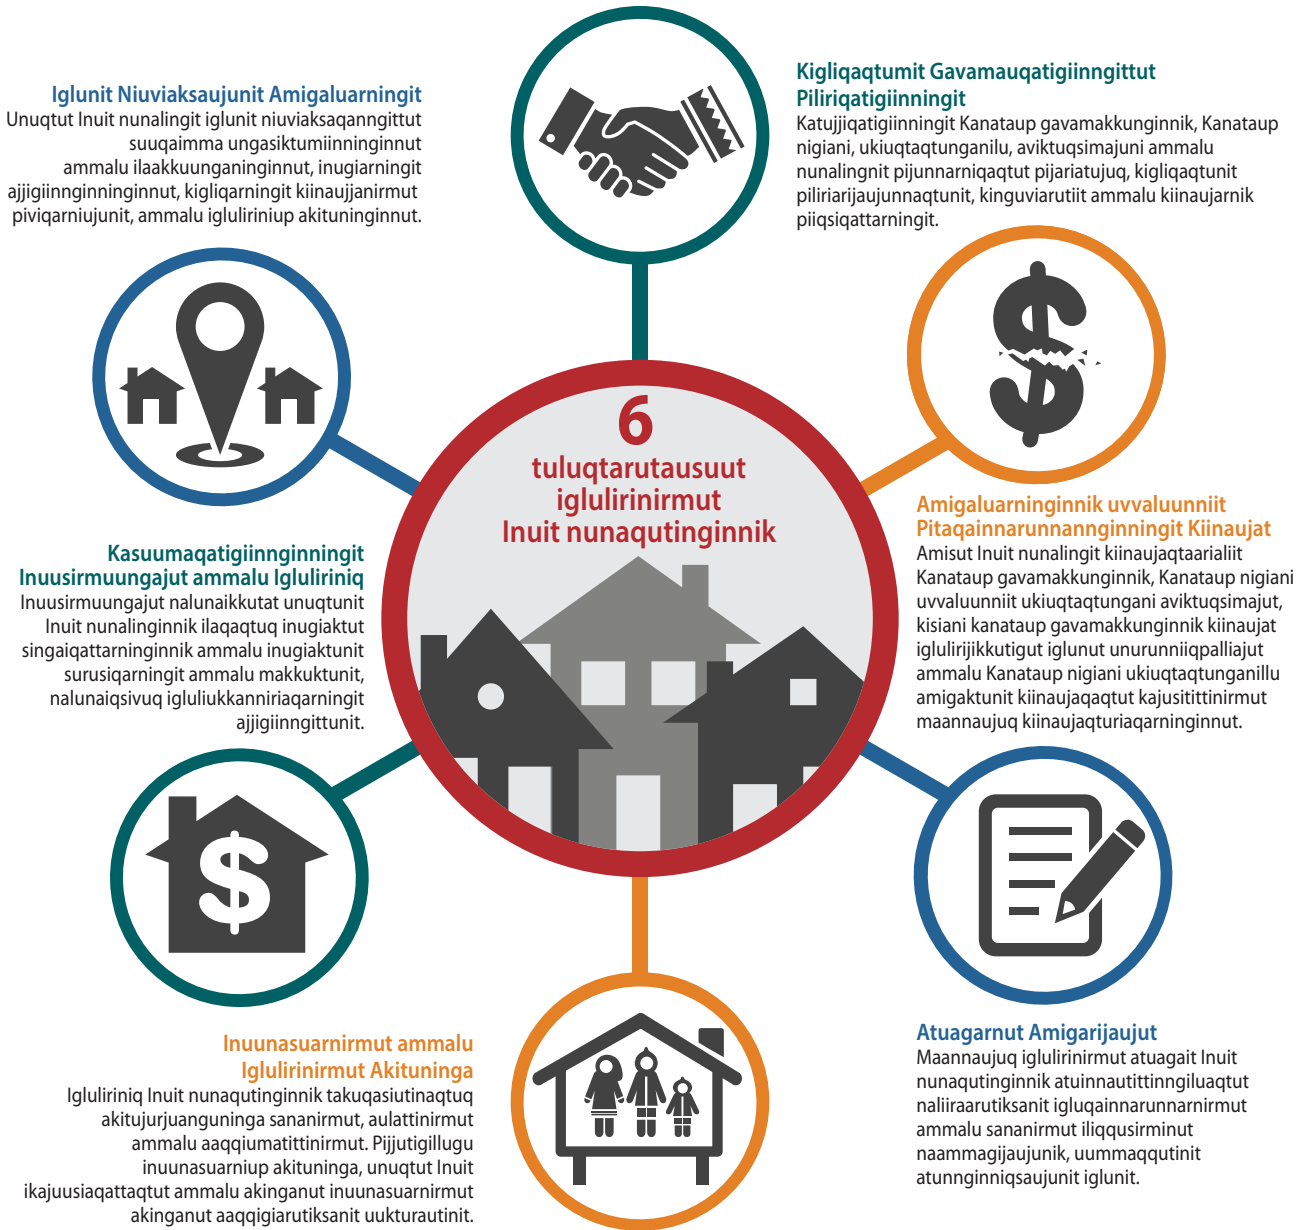 6
tuluqtarutausuut
iglulirinirmut
Inuit nunaqutinginnik
Iglunit Niuviaksaujunit Amigaluarningit
Unuqtut Inuit nunalingit iglunit niuviaksaqanngittut
suuqaimma ungasiktumiinninginnut
ammalu ilaakkuunganinginnut, inugiarningit
ajjigiinnginninginnut, kigliqarningit kiinaujjanirmut
piviqarniujunit, ammalu igluliriniup akituninginnut.
Kigliqaqtumit Gavamauqatigiinngittut
Piliriqatigiinningit
Katujjiqatigiinningit Kanataup gavamakkunginnik, Kanataup
nigiani, ukiuqtaqtunganilu, aviktuqsimajuni ammalu
nunalingnit pijunnarniqaqtut pijariatujuq, kigliqaqtunit
piliriarijaujunnaqtunit, kinguviarutiit ammalu kiinaujarnik
piiqsiqattarningit.
Amigaluarninginnik uvvaluunniit
Pitaqainnarunnannginningit Kiinaujat
Amisut Inuit nunalingit kiinaujaqtaarialiit
Kanataup gavamakkunginnik, Kanataup nigiani
uvvaluunniit ukiuqtaqtungani aviktuqsimajut,
kisiani kanataup gavamakkunginnik kiinaujat
iglulirijikkutigut iglunut unurunniiqpalliajut
ammalu Kanataup nigiani ukiuqtaqtunganillu
amigaktunit kiinaujaqaqtut kajusitittinirmut
maannaujuq kiinaujaqturiaqarninginnut.
Kasuumaqatigiinnginningit
Inuusirmuungajut ammalu Igluliriniq
Inuusirmuungajut nalunaikkutat unuqtunit
Inuit nunalinginnik ilaqaqtuq inugiaktut
singaiqattarninginnik ammalu inugiaktunit
surusiqarningit ammalu makkuktunit,
nalunaiqsivuq igluliukkanniriaqarningit
ajjigiinngittunit.
Inuunasuarnirmut ammalu
Iglulirinirmut Akituninga
Igluliriniq Inuit nunaqutinginnik takuqasiutinaqtuq
akitujurjuanguninga sananirmut, aulattinirmut
ammalu aaqqiumatittinirmut. Pijjutigillugu
inuunasuarniup akituninga, unuqtut Inuit
ikajuusiaqattaqtut ammalu akinganut inuunasuarnirmut
akinganut aaqqigiarutiksanit uukturautinit.
Atuagarnut Amigarijaujut
Maannaujuq iglulirinirmut atuagait Inuit
nunaqutinginnik atuinnautittinngiluaqtut
naliiraarutiksanit igluqainnarunnarnirmut
ammalu sananirmut iliqqusirminut
naammagijaujunik, uummaqqutinit
atunnginniqsaujunit iglunit.